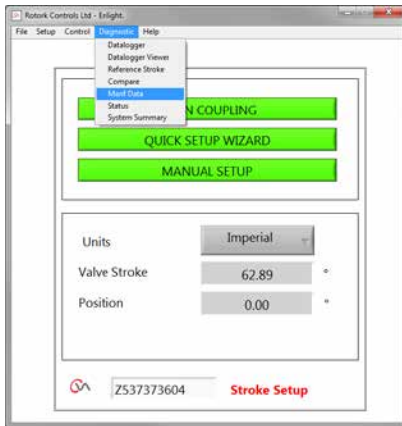 Rotork Controls Ltd - Enlight.
File Setup Control Diagnostic Help
Datalogger
Datalogger Viewer
Reference Stroke
Compare
Manf Data
Status
System Summary
N COUPLING
QUICK SETUP WIZARD
MANUAL SETUP
Units Imperial
Valve Stroke 62.89 °
Position 0.00 °
Z537373604 Stroke Setup